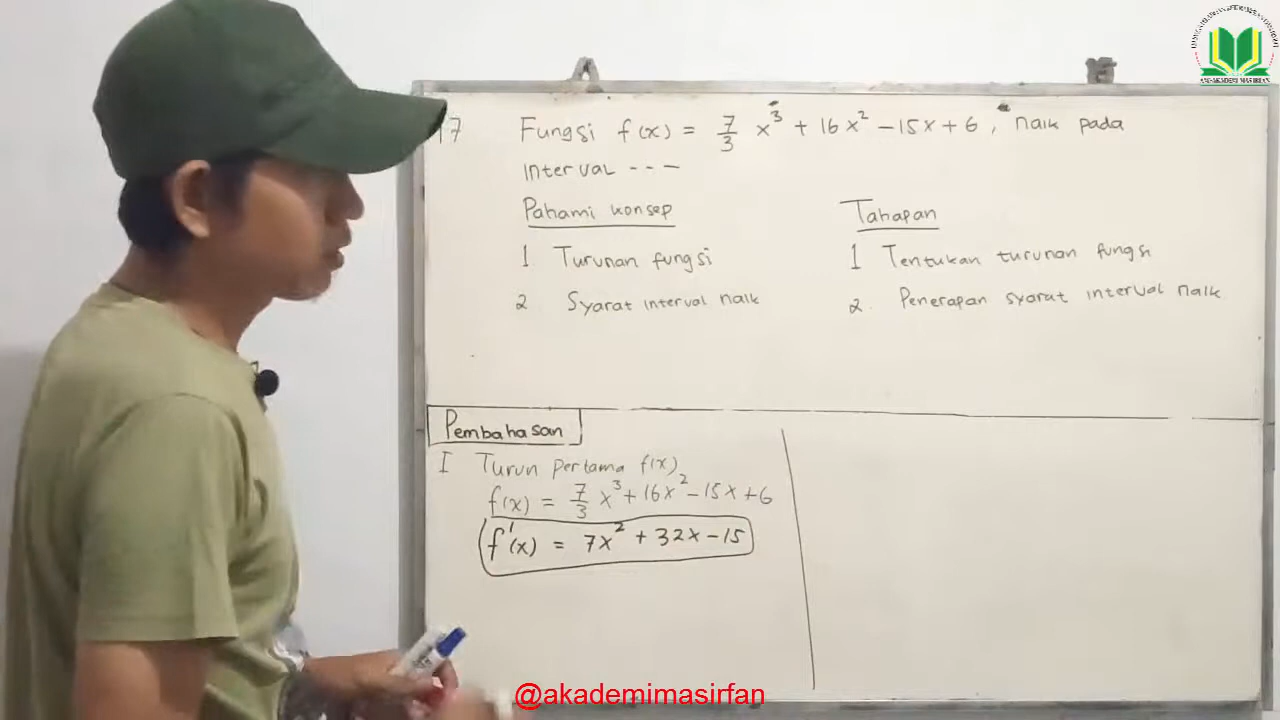 17 Fungsi f(x) = 7/3 x³ + 16x² - 15x + 6, naik pada
interval ---
Pahami konsep
1 Turunan fungsi
2 Syarat interval naik
Tahapan
1 Tentukan turunan fungsi
2. Penerapan syarat interval naik
Pembahasan
I Turun pertama f(x)
f(x) = 7/3 x³ + 16x² - 15x + 6
f'(x) = 7x² + 32x - 15
@akademimasirfan